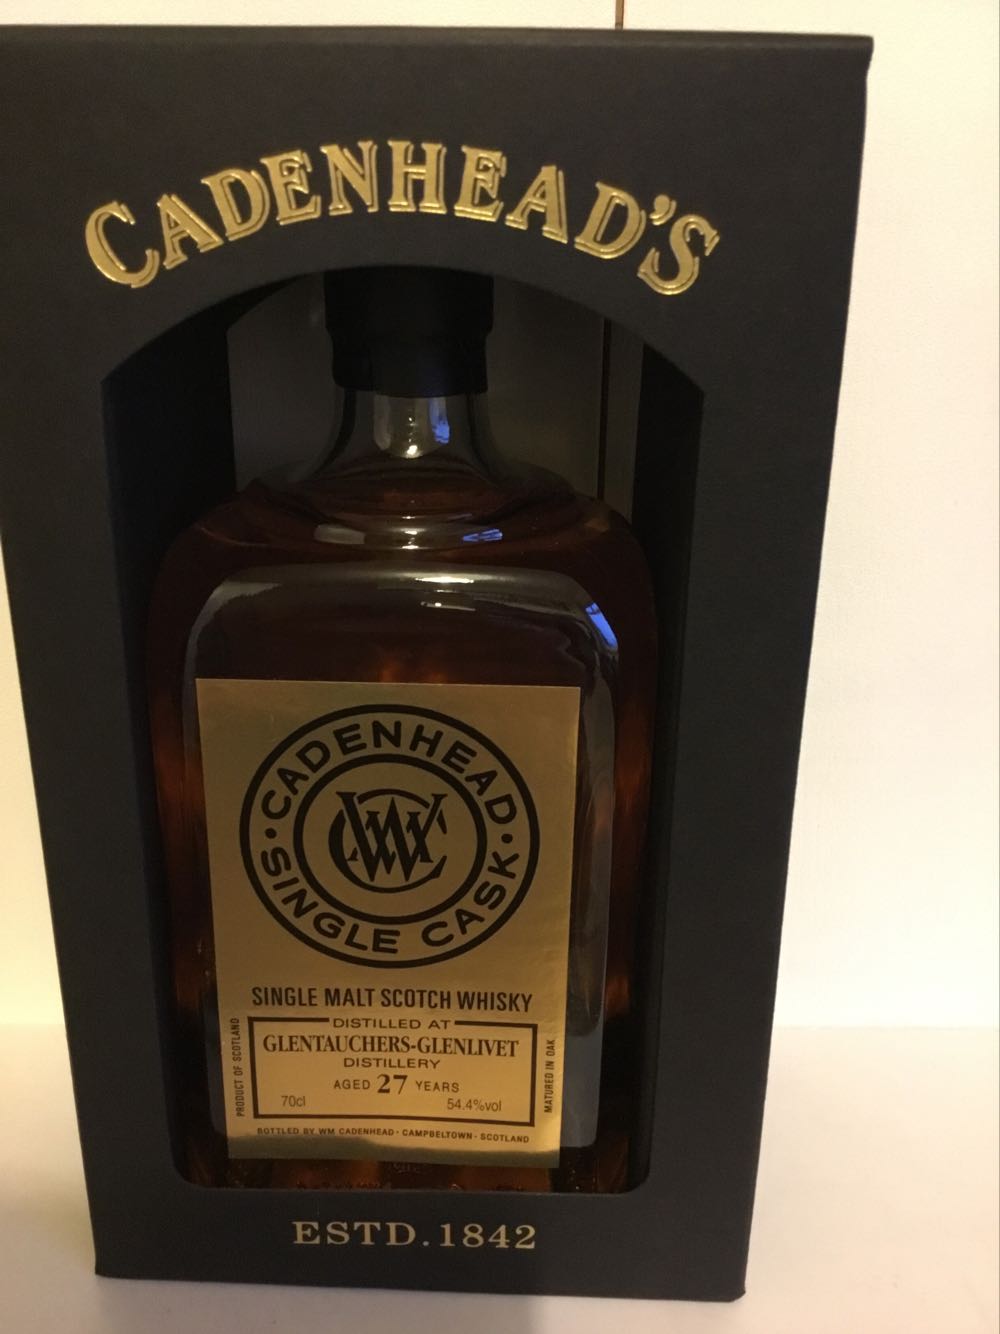 CADENHEAD'S
·CADENHEAD·
WC
SINGLE CASK
SINGLE MALT SCOTCH WHISKY
DISTILLED AT
GLENTAUCHERS-GLENLIVET
DISTILLERY
AGED 27 YEARS
70cl 54.4%vol
PRODUCT OF SCOTLAND
MATURED IN OAK
BOTTLED BY WM CADENHEAD · CAMPBELTOWN · SCOTLAND
ESTD.1842